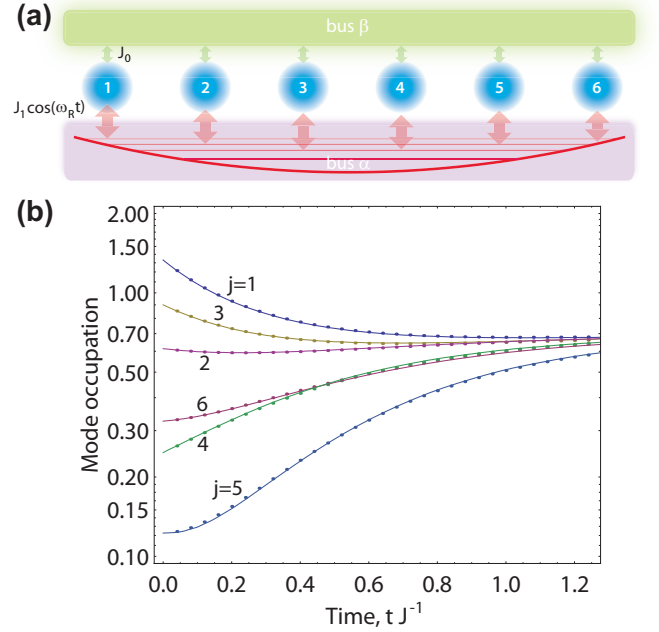 (a)
bus β
J₀
1 2 3 4 5 6
J₁cos(ωRt)
bus α
(b)
2.00
1.50
1.00
0.70
0.50
0.30
0.20
0.15
0.10
Mode occupation
j=1
3
2
6
4
j=5
0.0 0.2 0.4 0.6 0.8 1.0 1.2
Time, t J⁻¹